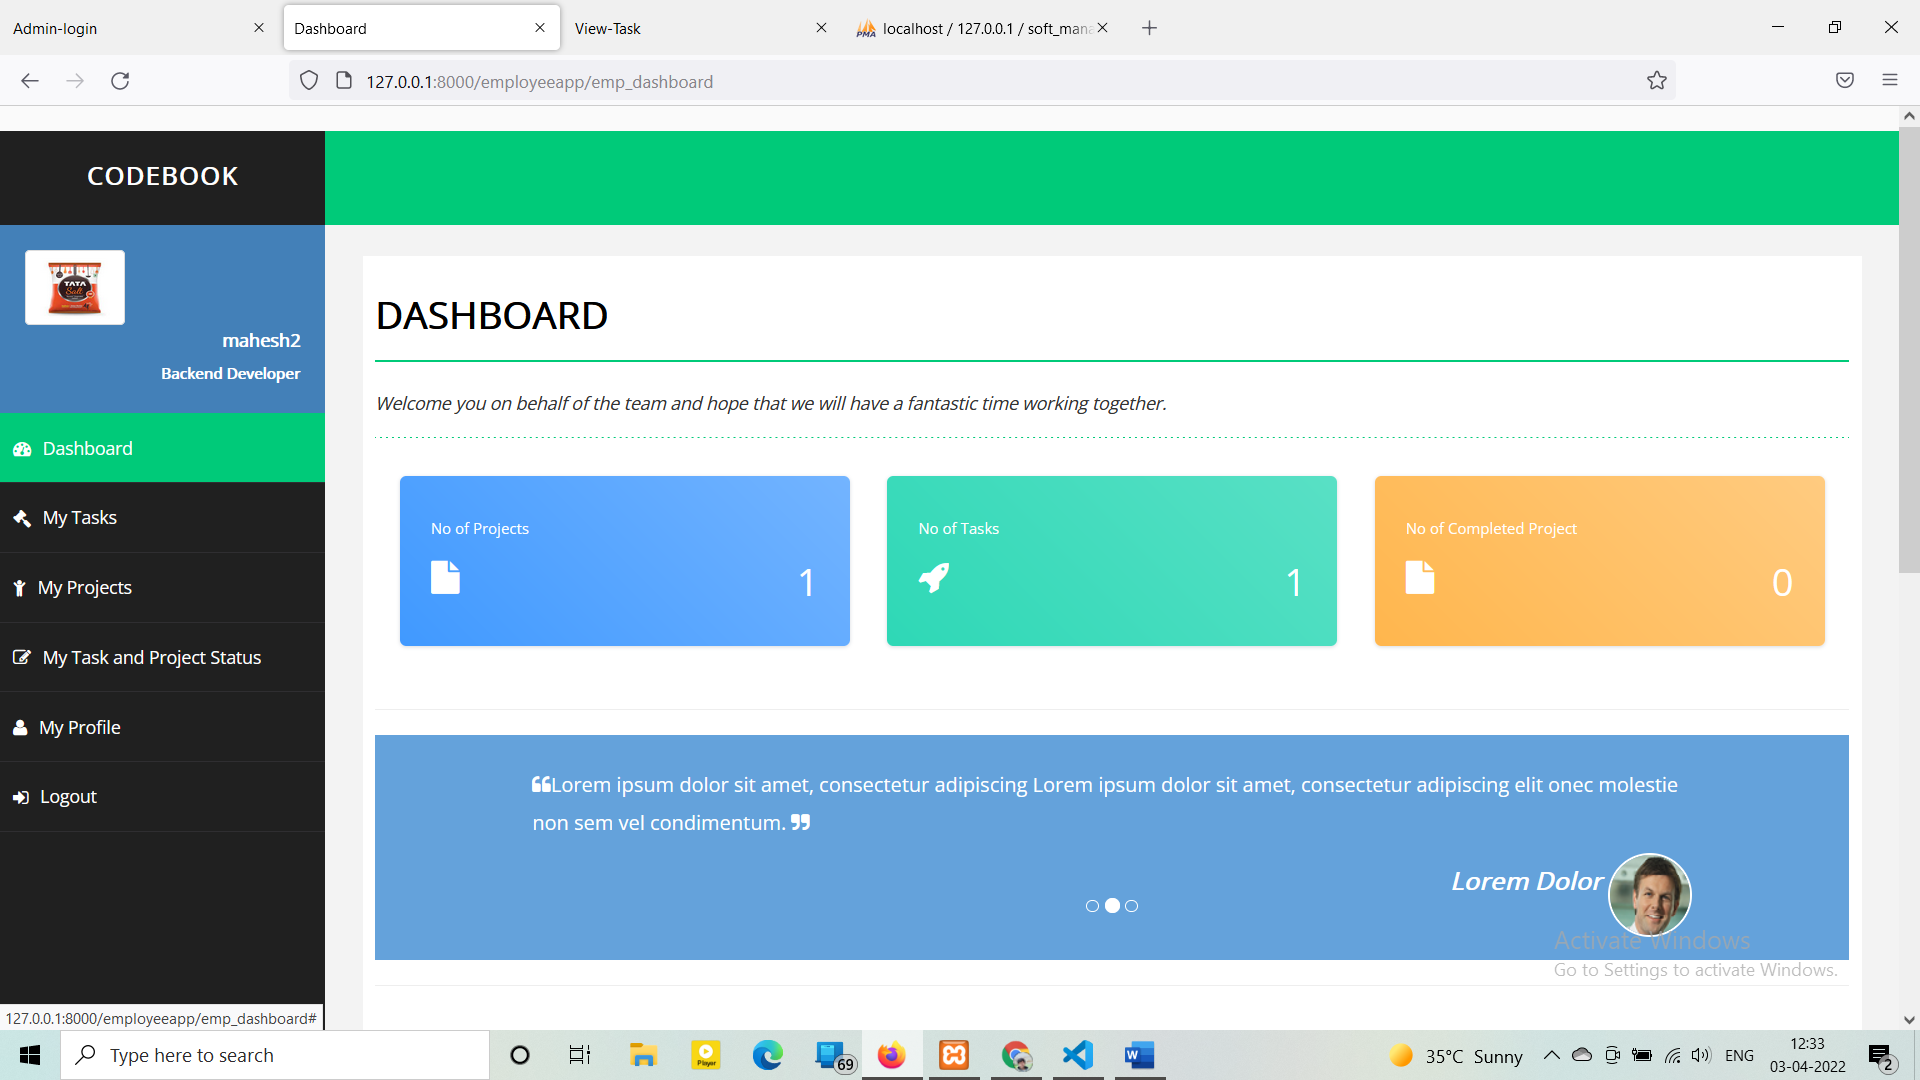 Admin-login
Dashboard
View-Task
PMA
localhost / 127.0.0.1 / soft_mana
127.0.0.1:8000/employeeapp/emp_dashboard
CODEBOOK
TATA
Salt
mahesh2
Backend Developer
Dashboard
My Tasks
My Projects
My Task and Project Status
My Profile
Logout
DASHBOARD
Welcome you on behalf of the team and hope that we will have a fantastic time working together.
No of Projects
1
No of Tasks
1
No of Completed Project
0
Lorem ipsum dolor sit amet, consectetur adipiscing Lorem ipsum dolor sit amet, consectetur adipiscing elit onec molestie
non sem vel condimentum.
Lorem Dolor
Activate Windows
Go to Settings to activate Windows.
127.0.0.1:8000/employeeapp/emp_dashboard#
Type here to search
Player
69
W
35°C Sunny
ENG
12:33
03-04-2022
2